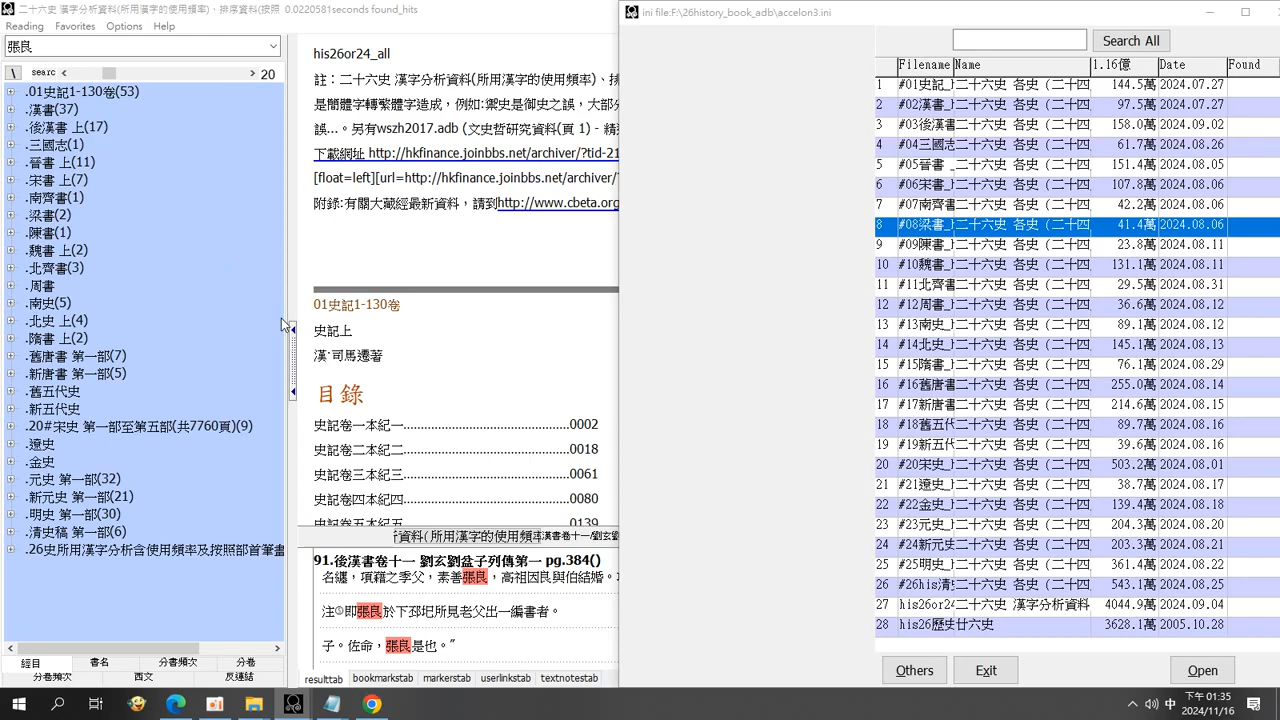 二十六史 漢字分析資料(所用漢字的使用頻率)、排序資料(按照 0.0220581seconds found_hits
Reading Favorites Options Help
張良
\ searc 20
.01史記1-130卷(53)
.漢書(37)
.後漢書 上(17)
.三國志(1)
.晉書 上(11)
.宋書 上(7)
.南齊書(1)
.梁書(2)
.陳書(1)
.魏書 上(2)
.北齊書(3)
.周書
.南史(5)
.北史 上(4)
.隋書 上(2)
.舊唐書 第一部(7)
.新唐書 第一部(5)
.舊五代史
.新五代史
.20#宋史 第一部至第五部(共7760頁)(9)
.遼史
.金史
.元史 第一部(32)
.新元史 第一部(21)
.明史 第一部(30)
.清史稿 第一部(6)
.26史所用漢字分析含使用頻率及按照部首筆畫
經目 書名 分書頻次 分卷
分卷頻次 西文 反連結
his26or24_all
註：二十六史 漢字分析資料(所用漢字的使用頻率)、排
是簡體字轉繁體字造成，例如:禦史是御史之誤，大部分
誤...。另有wszh2017.adb (文史哲研究資料(頁 1) - 精
下載網址 http://hkfinance.joinbbs.net/archiver/?tid-21
[float=left][url=http://hkfinance.joinbbs.net/archiver/?
附錄:有關大藏經最新資料，請到http://www.cbeta.org
01史記1-130卷
史記上
漢·司馬遷著
目錄
史記卷一本紀一..........................................0002
史記卷二本紀二..........................................0018
史記卷三本紀三..........................................0061
史記卷四本紀四..........................................0080
史記卷五本紀五..........................................0139
資料(所用漢字的使用頻率 漢書卷十一/劉玄劉
91.後漢書卷十一 劉玄劉盆子列傳第一 pg.384()
名纏，項籍之季父，素善張良，高祖因良與伯結婚。
注①即張良於下邳圯所見老父出一編書者。
子。佐命，張良是也。"
resulttab bookmarkstab markerstab userlinkstab textnotestab
ini file:F:\26history_book_adb\accelon3.ini
Search All
Filename Name 1.16億 Date Found
1 #01史記_ 二十六史 各史（二十四 144.5萬 2024.07.27
2 #02漢書_ 二十六史 各史（二十四 97.5萬 2024.07.27
3 #03後漢書 二十六史 各史（二十四 158.0萬 2024.09.02
4 #04三國志 二十六史 各史（二十四 61.7萬 2024.08.26
5 #05晉書_ 二十六史 各史（二十四 151.4萬 2024.08.05
6 #06宋書_ 二十六史 各史（二十四 107.8萬 2024.08.06
7 #07南齊書 二十六史 各史（二十四 42.2萬 2024.08.06
8 #08梁書_ 二十六史 各史（二十四 41.4萬 2024.08.06
9 #09陳書_ 二十六史 各史（二十四 23.8萬 2024.08.11
10 #10魏書_ 二十六史 各史（二十四 131.1萬 2024.08.11
11 #11北齊書 二十六史 各史（二十四 29.5萬 2024.08.31
12 #12周書_ 二十六史 各史（二十四 36.6萬 2024.08.12
13 #13南史_ 二十六史 各史（二十四 89.1萬 2024.08.12
14 #14北史_ 二十六史 各史（二十四 145.1萬 2024.08.13
15 #15隋書_ 二十六史 各史（二十四 76.1萬 2024.08.29
16 #16舊唐書 二十六史 各史（二十四 255.0萬 2024.08.14
17 #17新唐書 二十六史 各史（二十四 214.6萬 2024.08.15
18 #18舊五代 二十六史 各史（二十四 89.7萬 2024.08.16
19 #19新五代 二十六史 各史（二十四 39.6萬 2024.08.16
20 #20宋史_ 二十六史 各史（二十四 503.2萬 2024.08.01
21 #21遼史_ 二十六史 各史（二十四 38.7萬 2024.08.17
22 #22金史_ 二十六史 各史（二十四 139.4萬 2024.08.18
23 #23元史_ 二十六史 各史（二十四 204.3萬 2024.08.20
24 #24新元史 二十六史 各史（二十四 203.3萬 2024.08.21
25 #25明史_ 二十六史 各史（二十四 361.4萬 2024.08.22
26 #26his清 二十六史 各史（二十四 543.1萬 2024.08.25
27 his26or24 二十六史 漢字分析資料 4044.9萬 2024.09.04
28 his26歷史 廿六史 3628.1萬 2005.10.28
Others Exit Open
中 下午 01:35
2024/11/16